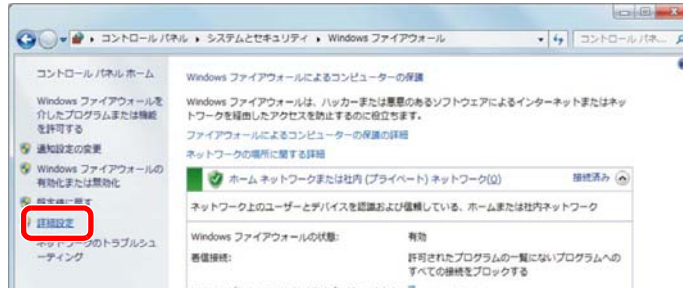 コントロール パネル ▸ システムとセキュリティ ▸ Windows ファイアウォール
コントロール パネ...
コントロール パネル ホーム
Windows ファイアウォールを
介したプログラムまたは機能
を許可する
通知設定の変更
Windows ファイアウォールの
有効化または無効化
既定値に戻す
詳細設定
ネットワークのトラブルシュ
ーティング
Windows ファイアウォールによるコンピューターの保護
Windows ファイアウォールは、ハッカーまたは悪意のあるソフトウェアによるインターネットまたはネッ
トワークを経由したアクセスを防止するのに役立ちます。
ファイアウォールによるコンピューターの保護の詳細
ネットワークの場所に関する詳細
ホーム ネットワークまたは社内 (プライベート) ネットワーク(O) 接続済み
ネットワーク上のユーザーとデバイスを認識および信頼している、ホームまたは社内ネットワーク
Windows ファイアウォールの状態: 有効
着信接続: 許可されたプログラムの一覧にないプログラムへの
すべての接続をブロックする